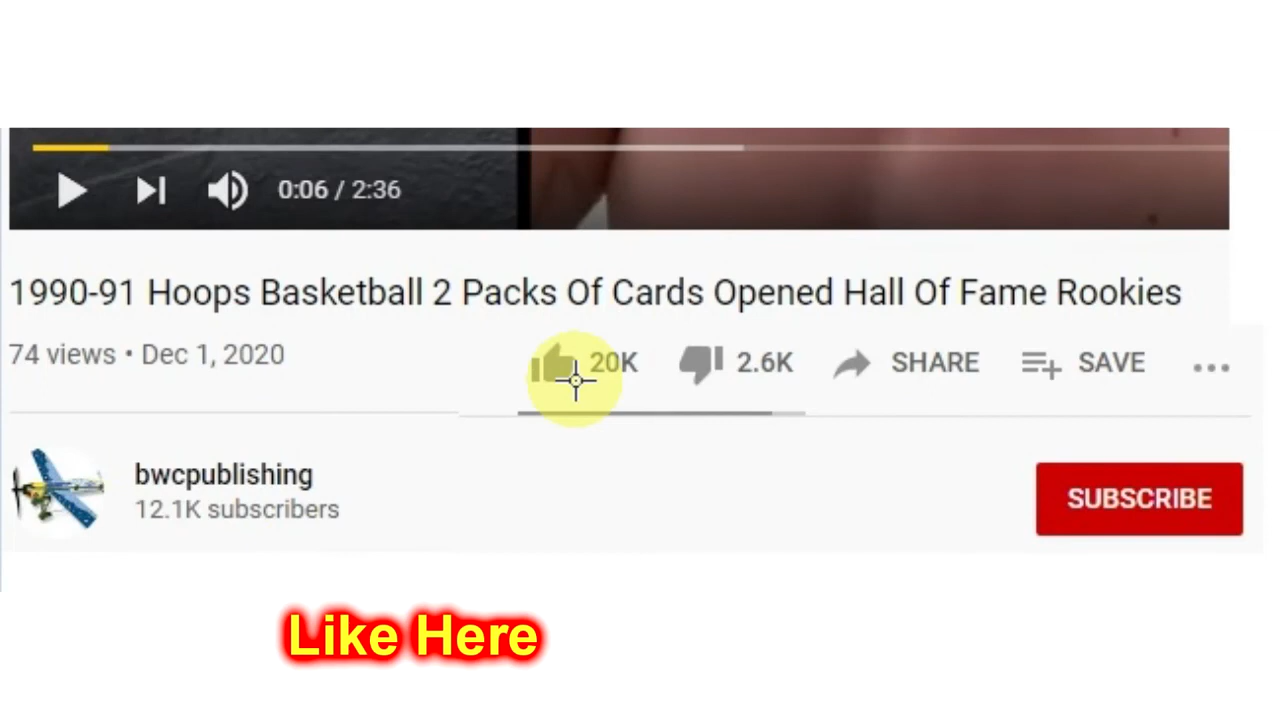 0:06 / 2:36
1990-91 Hoops Basketball 2 Packs Of Cards Opened Hall Of Fame Rookies
74 views • Dec 1, 2020
20K 2.6K SHARE SAVE
bwcpublishing
12.1K subscribers
SUBSCRIBE
Like Here